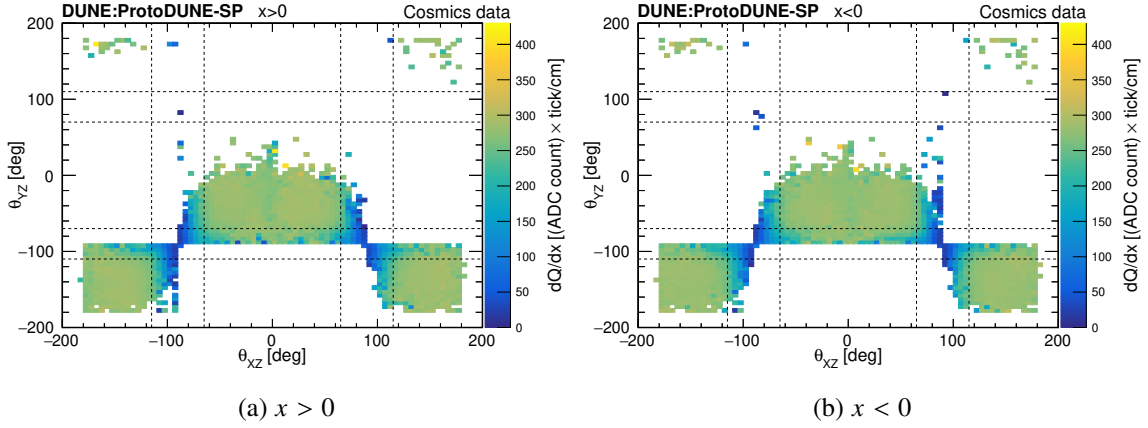 DUNE:ProtoDUNE-SP x>0 Cosmics data
200
100
0
−100
−200
θYZ [deg]
−200 −100 0 100 200
θXZ [deg]
400
350
300
250
200
150
100
50
0
dQ/dx [(ADC count) × tick/cm]
(a) x > 0
DUNE:ProtoDUNE-SP x<0 Cosmics data
200
100
0
−100
−200
θYZ [deg]
−200 −100 0 100 200
θXZ [deg]
400
350
300
250
200
150
100
50
0
dQ/dx [(ADC count) × tick/cm]
(b) x < 0